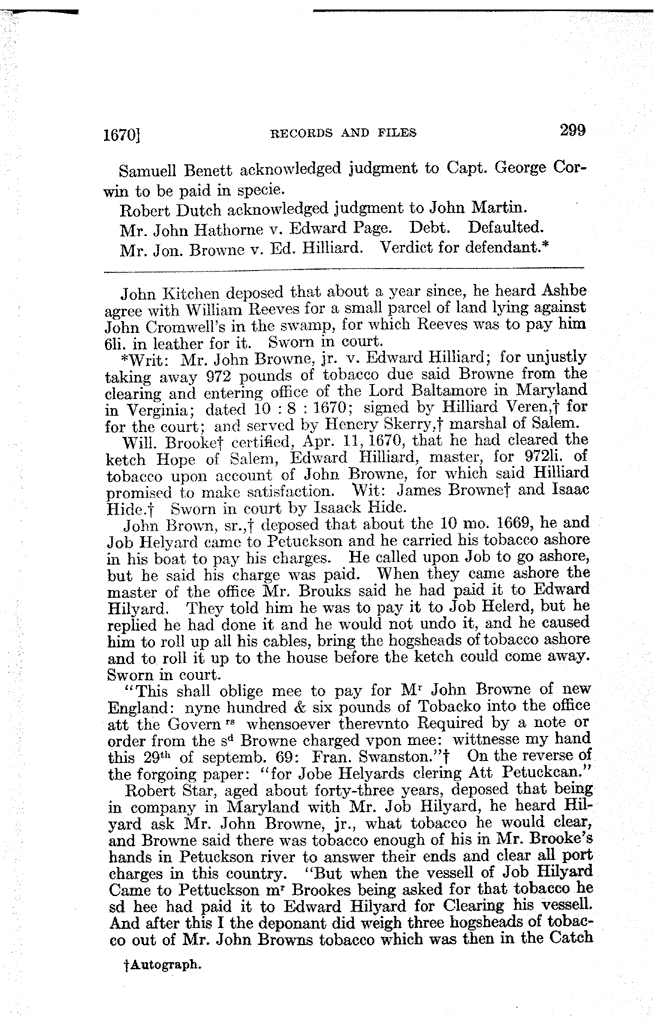 1670]	RECORDS AND FILES	299
Samuell Benett acknowledged judgment to Capt. George Cor-
win to be paid in specie.
Robert Dutch acknowledged judgment to John Martin.
Mr. John Hathorne v. Edward Page. Debt. Defaulted.
Mr. Jon. Browne v. Ed. Hilliard. Verdict for defendant.*
John Kitchen deposed that about a year since, he heard Ashbe
agree with William Reeves for a small parcel of land lying against
John Cromwell's in the swamp, for which Reeves was to pay him
6li. in leather for it. Sworn in court.
*Writ: Mr. John Browne, jr. v. Edward Hilliard; for unjustly
taking away 972 pounds of tobacco due said Browne from the
clearing and entering office of the Lord Baltamore in Maryland
in Verginia; dated 10 : 8 : 1670; signed by Hilliard Veren,† for
for the court; and served by Henery Skerry,† marshal of Salem.
Will. Brooke† certified, Apr. 11, 1670, that he had cleared the
ketch Hope of Salem, Edward Hilliard, master, for 972li. of
tobacco upon account of John Browne, for which said Hilliard
promised to make satisfaction. Wit: James Browne† and Isaac
Hide.† Sworn in court by Isaack Hide.
John Brown, sr.,† deposed that about the 10 mo. 1669, he and
Job Helyard came to Petuckson and he carried his tobacco ashore
in his boat to pay his charges. He called upon Job to go ashore,
but he said his charge was paid. When they came ashore the
master of the office Mr. Brouks said he had paid it to Edward
Hilyard. They told him he was to pay it to Job Helerd, but he
replied he had done it and he would not undo it, and he caused
him to roll up all his cables, bring the hogsheads of tobacco ashore
and to roll it up to the house before the ketch could come away.
Sworn in court.
"This shall oblige mee to pay for Mr John Browne of new
England: nyne hundred & six pounds of Tobacko into the office
att the Govern rs whensoever therevnto Required by a note or
order from the sd Browne charged vpon mee: wittnesse my hand
this 29th of septemb. 69: Fran. Swanston."† On the reverse of
the forgoing paper: "for Jobe Helyards clering Att Petuckcan."
Robert Star, aged about forty-three years, deposed that being
in company in Maryland with Mr. Job Hilyard, he heard Hil-
yard ask Mr. John Browne, jr., what tobacco he would clear,
and Browne said there was tobacco enough of his in Mr. Brooke's
hands in Petuckson river to answer their ends and clear all port
charges in this country. "But when the vessell of Job Hilyard
Came to Pettuckson mr Brookes being asked for that tobacco he
sd hee had paid it to Edward Hilyard for Clearing his vessell.
And after this I the deponant did weigh three hogsheads of tobac-
co out of Mr. John Browns tobacco which was then in the Catch
†Autograph.